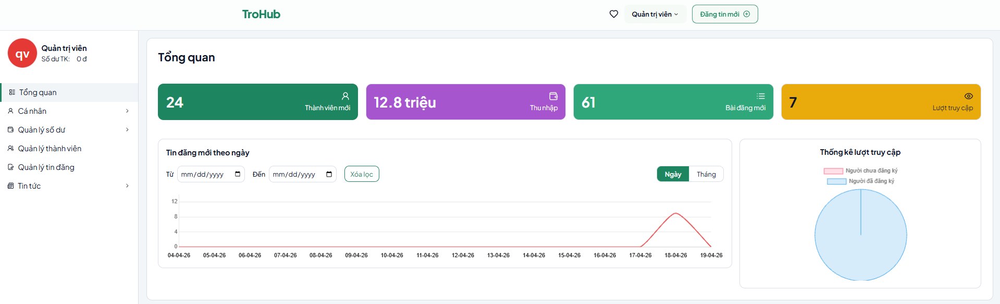 TroHub
Quản trị viên
Đăng tin mới
qv
Quản trị viên
Số dư TK: 0 đ
Tổng quan
Cá nhân
Quản lý số dư
Quản lý thành viên
Quản lý tin đăng
Tin tức
Tổng quan
24
Thành viên mới
12.8 triệu
Thu nhập
61
Bài đăng mới
7
Lượt truy cập
Tin đăng mới theo ngày
Từ mm/dd/yyyy Đến mm/dd/yyyy Xóa lọc
Ngày Tháng
12
8
4
0
04-04-26 05-04-26 06-04-26 07-04-26 08-04-26 09-04-26 10-04-26 11-04-26 12-04-26 13-04-26 14-04-26 15-04-26 16-04-26 17-04-26 18-04-26 19-04-26
Thống kê lượt truy cập
Người chưa đăng ký
Người đã đăng ký